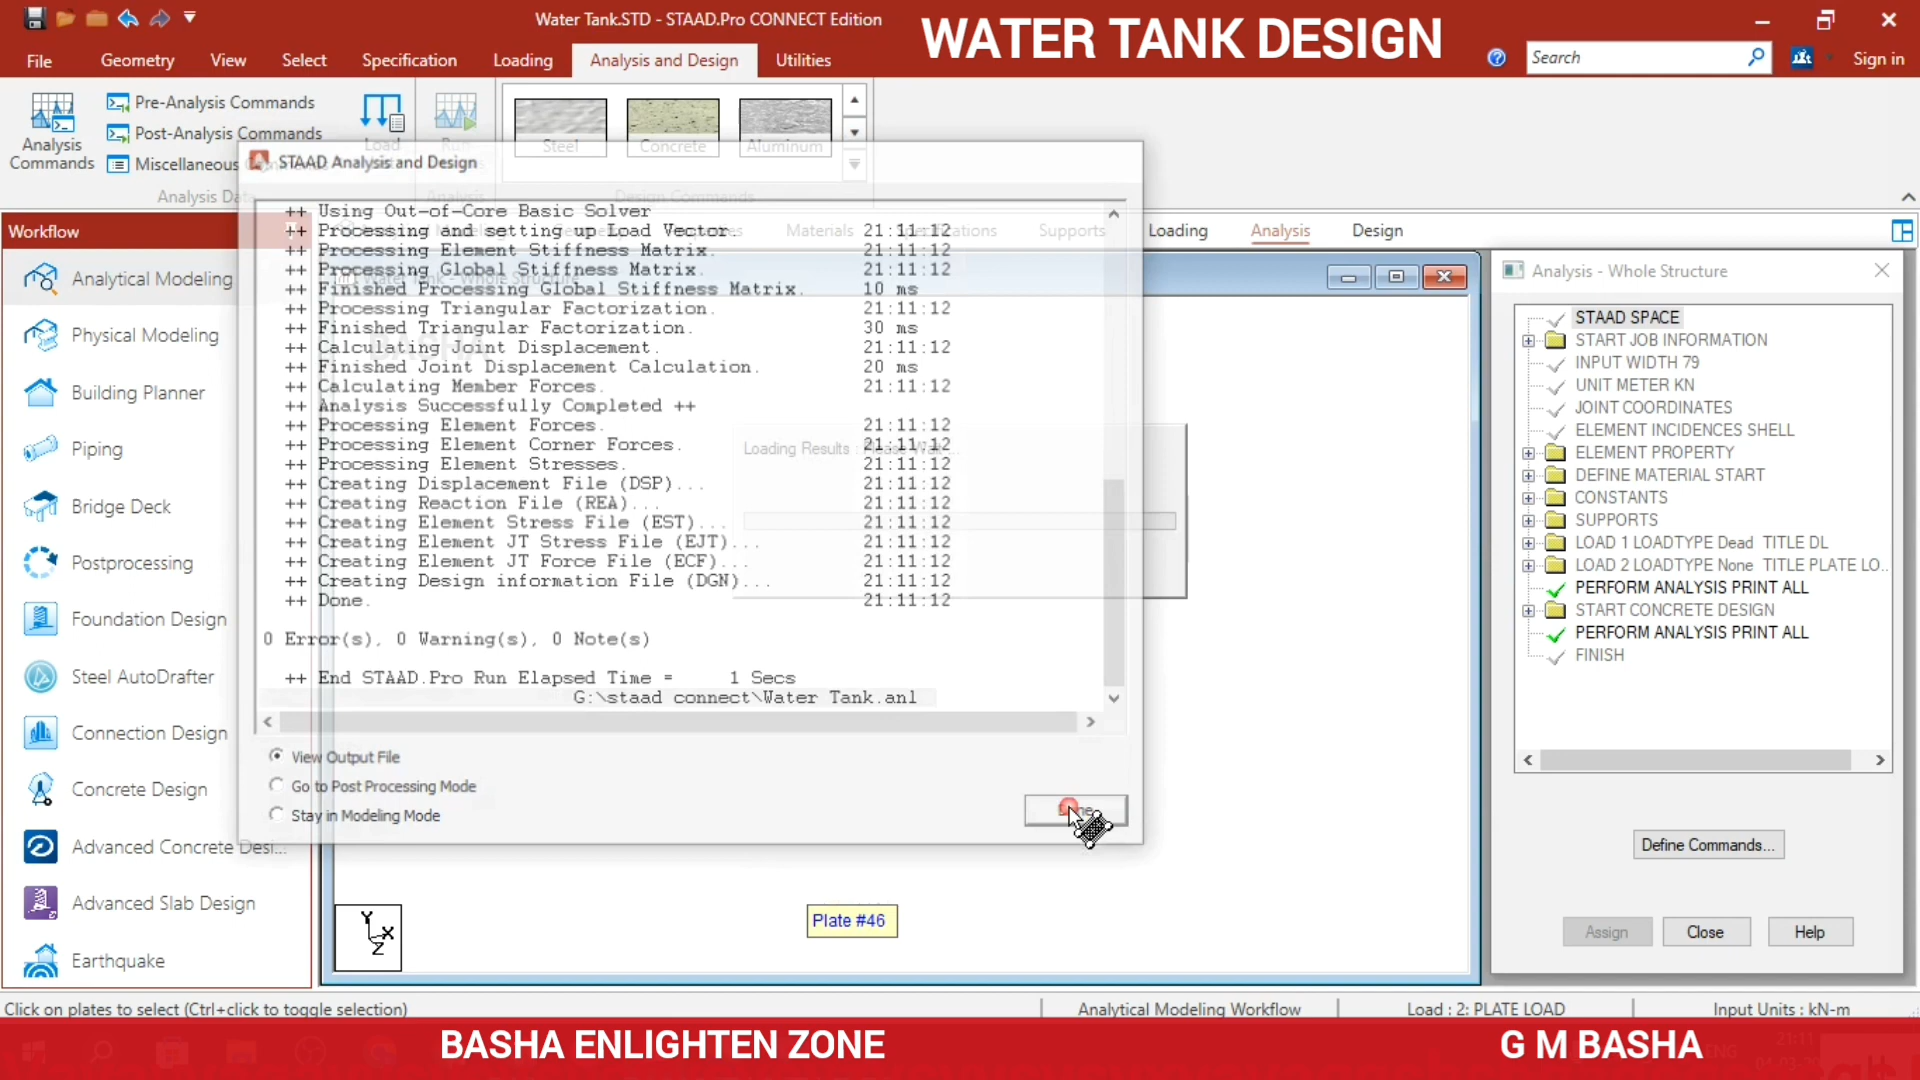 Water Tank.STD - STAAD.Pro CONNECT Edition
WATER TANK DESIGN
File
Geometry
View
Select
Specification
Loading
Analysis and Design
Utilities
Search
Sign in
Analysis Commands
Pre-Analysis Commands
Post-Analysis Commands
Miscellaneous
Load
Steel
Concrete
Aluminum
Analysis Da
Analysis
Design Commands
STAAD Analysis and Design
Workflow
Materials
Supports
Loading
Analysis
Design
Analytical Modeling
Physical Modeling
Building Planner
Piping
Bridge Deck
Postprocessing
Foundation Design
Steel AutoDrafter
Connection Design
Concrete Design
Advanced Concrete Desi...
Advanced Slab Design
Earthquake
++ Using Out-of-Core Basic Solver
++ Processing and setting up Load Vector. 21:11:12
++ Processing Element Stiffness Matrix. 21:11:12
++ Processing Global Stiffness Matrix. 21:11:12
++ Finished Processing Global Stiffness Matrix. 10 ms
++ Processing Triangular Factorization. 21:11:12
++ Finished Triangular Factorization. 30 ms
++ Calculating Joint Displacement. 21:11:12
++ Finished Joint Displacement Calculation. 20 ms
++ Calculating Member Forces. 21:11:12
++ Analysis Successfully Completed ++
++ Processing Element Forces. 21:11:12
++ Processing Element Corner Forces. 21:11:12
++ Processing Element Stresses. 21:11:12
++ Creating Displacement File (DSP)... 21:11:12
++ Creating Reaction File (REA)... 21:11:12
++ Creating Element Stress File (EST)... 21:11:12
++ Creating Element JT Stress File (EJT)... 21:11:12
++ Creating Element JT Force File (ECF)... 21:11:12
++ Creating Design information File (DGN)... 21:11:12
++ Done. 21:11:12
0 Error(s), 0 Warning(s), 0 Note(s)
++ End STAAD.Pro Run Elapsed Time = 1 Secs
G:\staad connect\Water Tank.anl
BASHA
Loading Results
View Output File
Go to Post Processing Mode
Stay in Modeling Mode
Y
X
Z
Plate #46
Analysis - Whole Structure
STAAD SPACE
START JOB INFORMATION
INPUT WIDTH 79
UNIT METER KN
JOINT COORDINATES
ELEMENT INCIDENCES SHELL
ELEMENT PROPERTY
DEFINE MATERIAL START
CONSTANTS
SUPPORTS
LOAD 1 LOADTYPE Dead TITLE DL
LOAD 2 LOADTYPE None TITLE PLATE LO..
PERFORM ANALYSIS PRINT ALL
START CONCRETE DESIGN
PERFORM ANALYSIS PRINT ALL
FINISH
Define Commands...
Assign
Close
Help
Click on plates to select (Ctrl+click to toggle selection)
Analytical Modeling Workflow
Load : 2: PLATE LOAD
Input Units : kN-m
BASHA ENLIGHTEN ZONE
G M BASHA